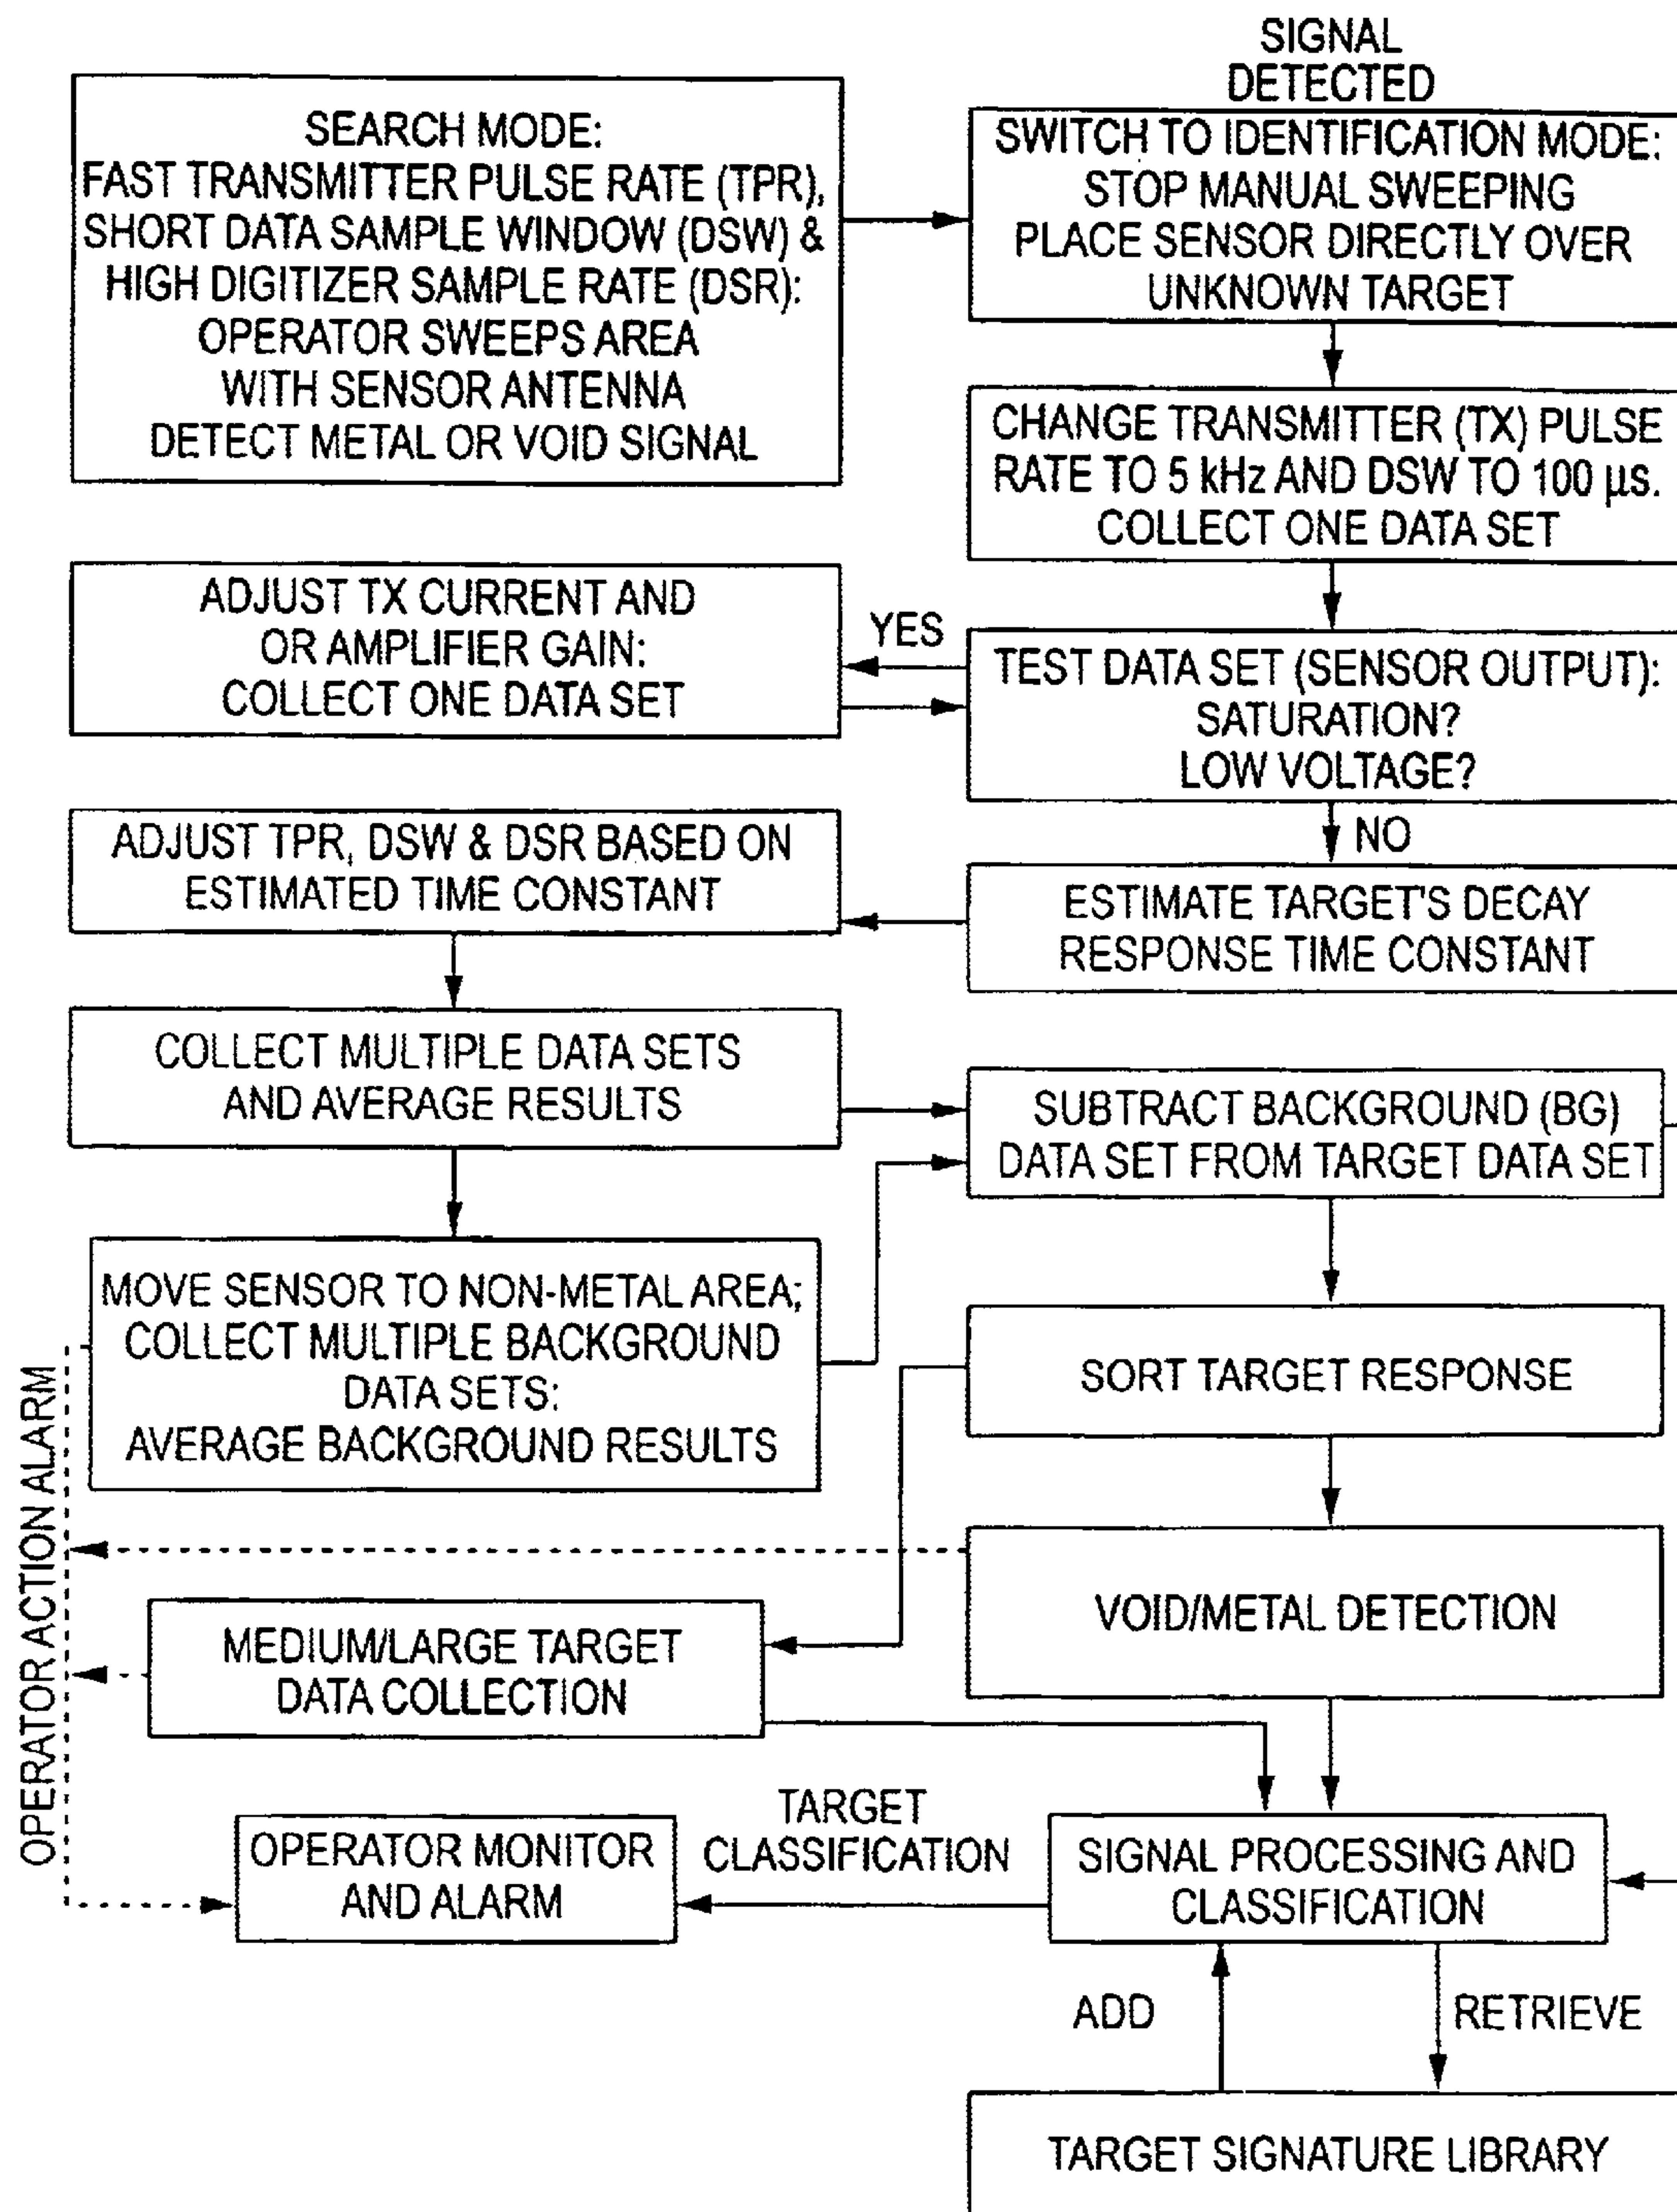 SEARCH MODE:
FAST TRANSMITTER PULSE RATE (TPR),
SHORT DATA SAMPLE WINDOW (DSW) &
HIGH DIGITIZER SAMPLE RATE (DSR):
OPERATOR SWEEPS AREA
WITH SENSOR ANTENNA
DETECT METAL OR VOID SIGNAL
SIGNAL
DETECTED
SWITCH TO IDENTIFICATION MODE:
STOP MANUAL SWEEPING
PLACE SENSOR DIRECTLY OVER
UNKNOWN TARGET
CHANGE TRANSMITTER (TX) PULSE
RATE TO 5 kHz AND DSW TO 100 µs.
COLLECT ONE DATA SET
ADJUST TX CURRENT AND
OR AMPLIFIER GAIN:
COLLECT ONE DATA SET
YES
TEST DATA SET (SENSOR OUTPUT):
SATURATION?
LOW VOLTAGE?
NO
ADJUST TPR, DSW & DSR BASED ON
ESTIMATED TIME CONSTANT
ESTIMATE TARGET'S DECAY
RESPONSE TIME CONSTANT
COLLECT MULTIPLE DATA SETS
AND AVERAGE RESULTS
SUBTRACT BACKGROUND (BG)
DATA SET FROM TARGET DATA SET
MOVE SENSOR TO NON-METAL AREA;
COLLECT MULTIPLE BACKGROUND
DATA SETS:
AVERAGE BACKGROUND RESULTS
SORT TARGET RESPONSE
OPERATOR ACTION ALARM
VOID/METAL DETECTION
MEDIUM/LARGE TARGET
DATA COLLECTION
OPERATOR MONITOR
AND ALARM
TARGET
CLASSIFICATION
SIGNAL PROCESSING AND
CLASSIFICATION
ADD
RETRIEVE
TARGET SIGNATURE LIBRARY